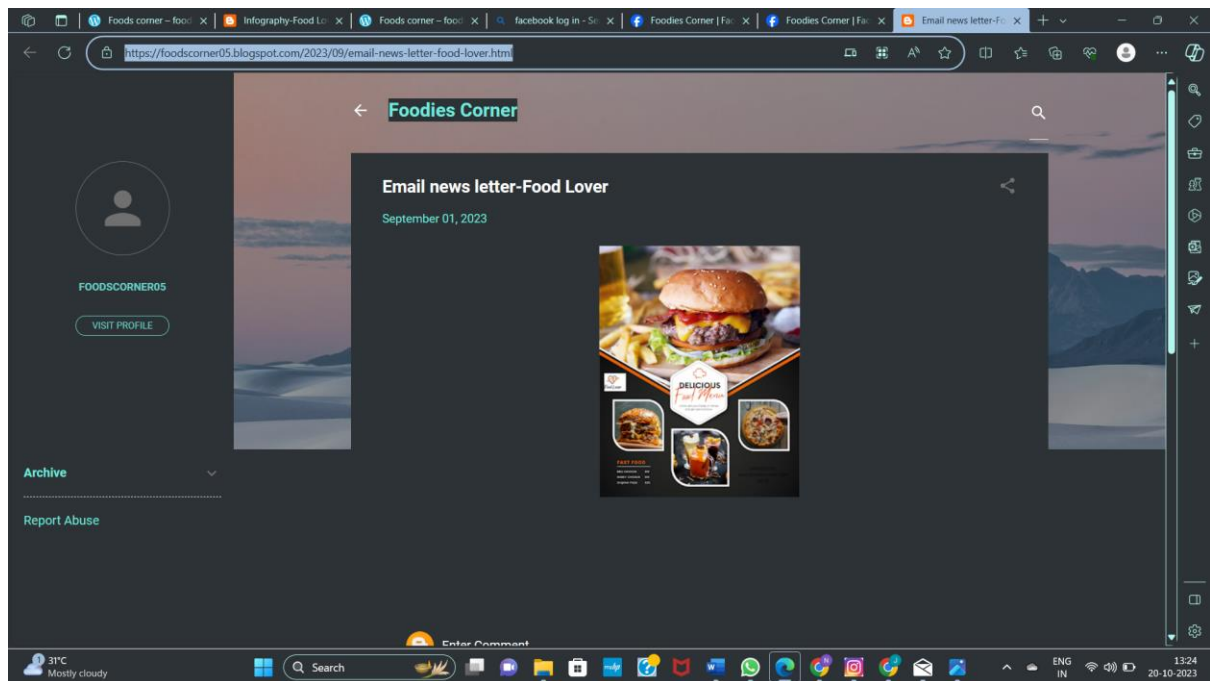 Foods corner – food
Infography-Food Lo
Foods corner – food
facebook log in - Se
Foodies Corner | Fac
Foodies Corner | Fac
Email news letter-Fo
https://foodscorner05.blogspot.com/2023/09/email-news-letter-food-lover.html
Foodies Corner
Email news letter-Food Lover
September 01, 2023
FOODSCORNER05
VISIT PROFILE
DELICIOUS
Food Menu
FAST FOOD
Archive
Report Abuse
Enter Comment
31°C
Mostly cloudy
Search
ENG
IN
13:24
20-10-2023